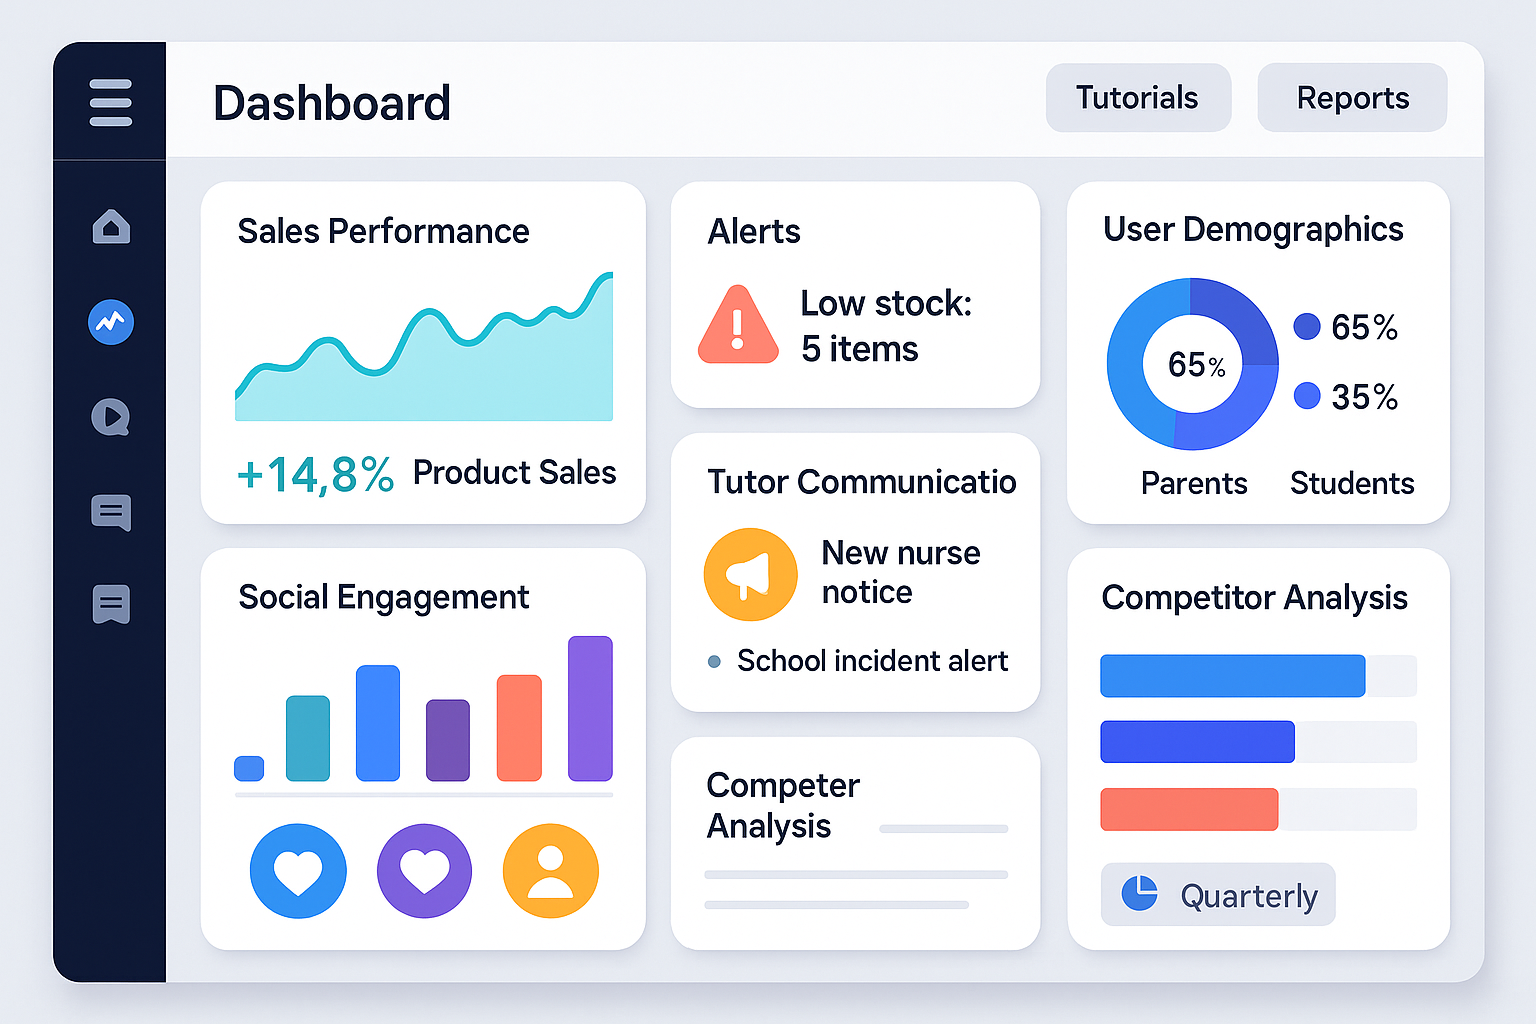 Dashboard
Tutorials
Reports
Sales Performance
+14,8% Product Sales
Alerts
Low stock:
5 items
User Demographics
65%
65%
35%
Parents
Students
Tutor Communicatio
New nurse
notice
School incident alert
Social Engagement
Competer
Analysis
Competitor Analysis
Quarterly